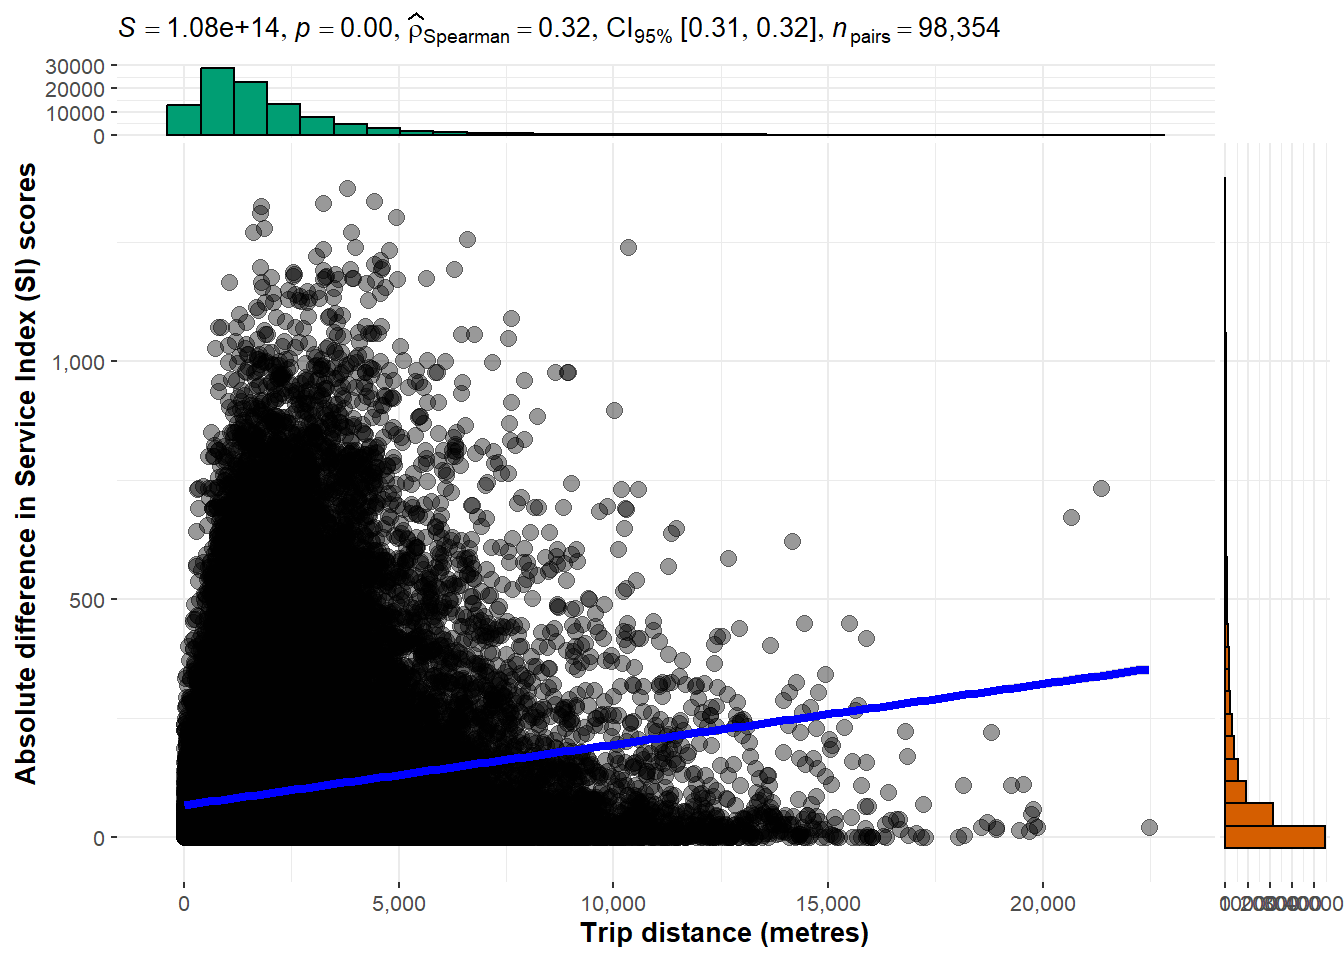 S = 1.08e+14, p = 0.00, ρ̂Spearman = 0.32, CI95% [0.31, 0.32], npairs = 98,354
30000
20000
10000
0
Absolute difference in Service Index (SI) scores
1,000
500
0
0 5,000 10,000 15,000 20,000
Trip distance (metres)